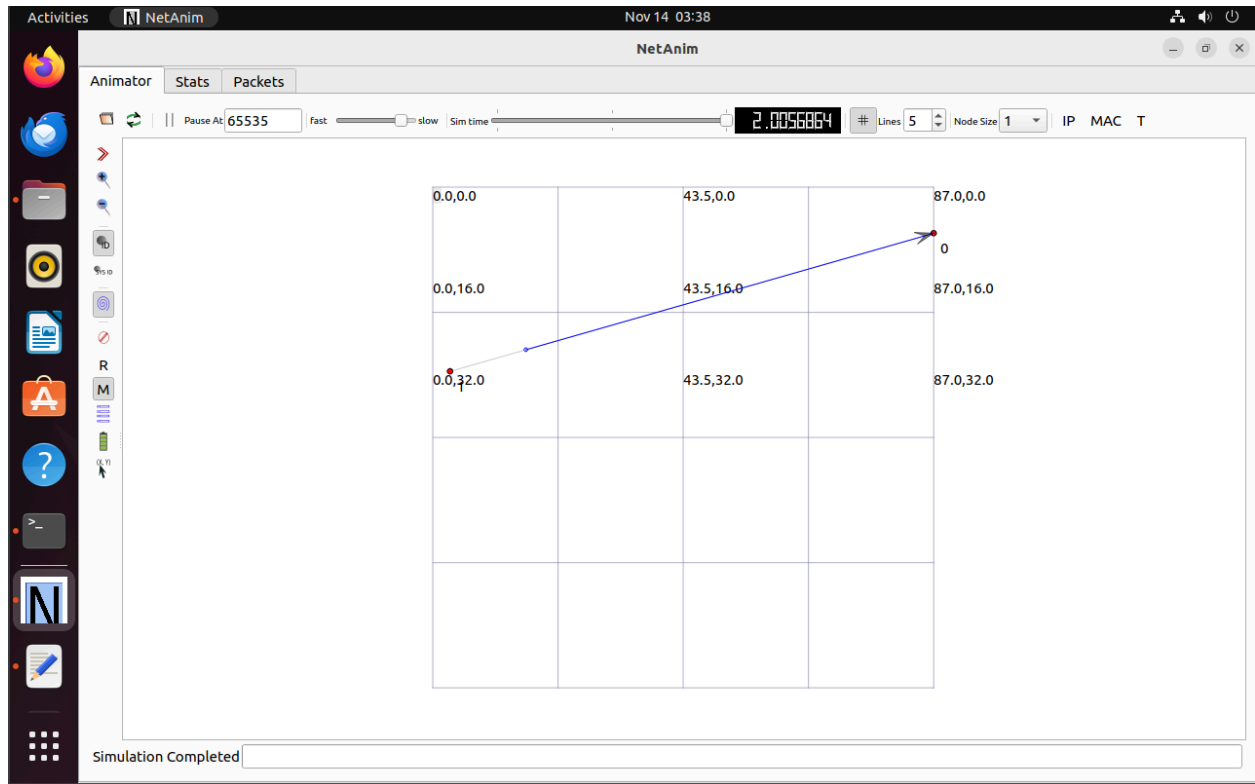 Activities NetAnim Nov 14 03:38
NetAnim
Animator Stats Packets
Pause At 65535 Fast slow Sim time 2.0056864 # Lines 5 Node Size 1 IP MAC T
0.0,0.0 43.5,0.0 87.0,0.0
ID
0
SYS ID
0.0,16.0 43.5,16.0 87.0,16.0
R
0.0,32.0 43.5,32.0 87.0,32.0
1
M
(X, Y)
Simulation Completed